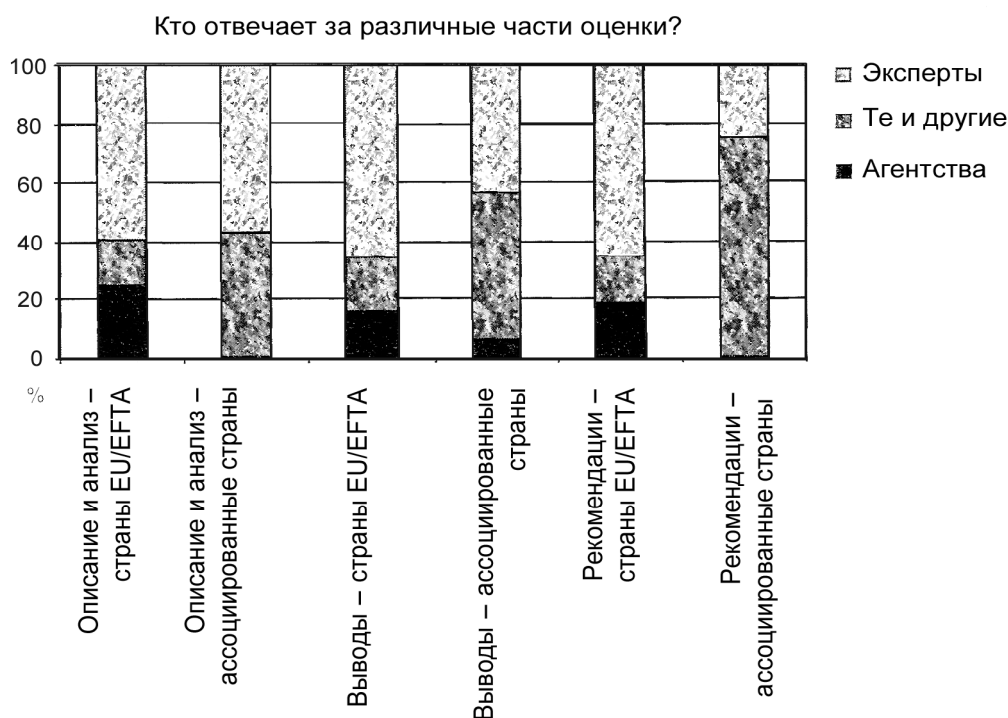 Кто отвечает за различные части оценки?
100
80
60
40
20
0
%
Эксперты
Те и другие
Агентства
Описание и анализ –
страны EU/EFTA
Описание и анализ –
ассоциированные страны
Выводы – страны EU/EFTA
Выводы – ассоциированные
страны
Рекомендации –
страны EU/EFTA
Рекомендации –
ассоциированные страны